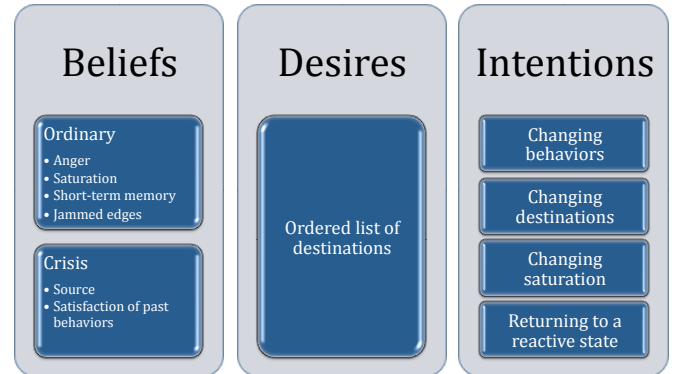 Beliefs
Ordinary
• Anger
• Saturation
• Short-term memory
• Jammed edges
Crisis
• Source
• Satisfaction of past
behaviors
Desires
Ordered list of
destinations
Intentions
Changing
behaviors
Changing
destinations
Changing
saturation
Returning to a
reactive state